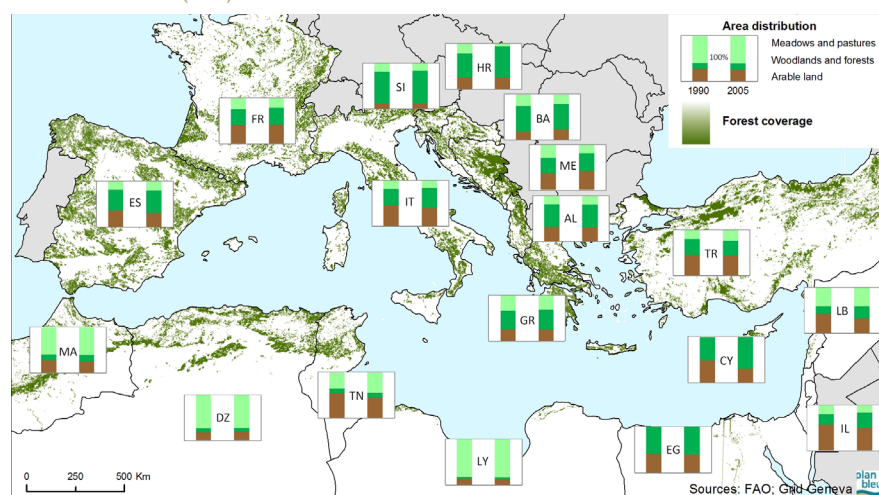 Area distribution
100%
Meadows and pastures
Woodlands and forests
Arable land
1990 2005
Forest coverage
HR
SI
FR
BA
ME
ES
IT
AL
TR
GR
LB
MA
CY
TN
DZ
IL
EG
LY
0 250 500 Km
Sources: FAO; Grid Geneva
plan
bleu